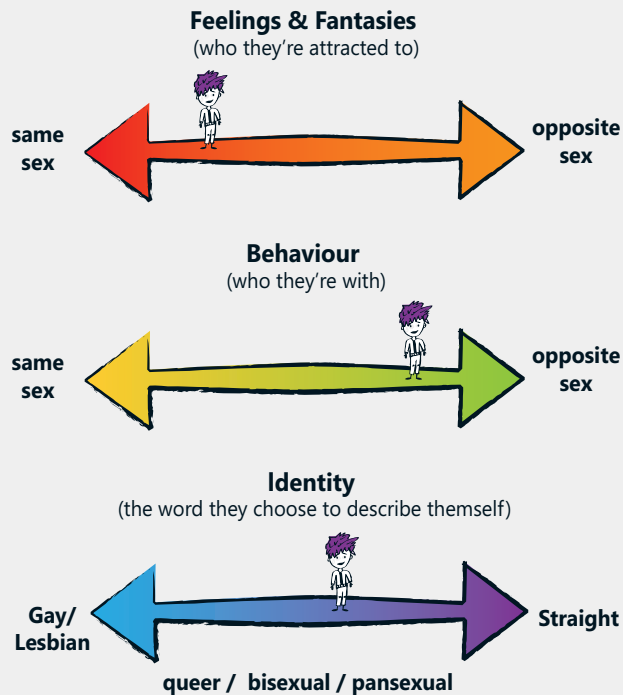 Feelings & Fantasies
(who they're attracted to)
same
sex
opposite
sex
Behaviour
(who they're with)
same
sex
opposite
sex
Identity
(the word they choose to describe themself)
Gay/
Lesbian
Straight
queer / bisexual / pansexual